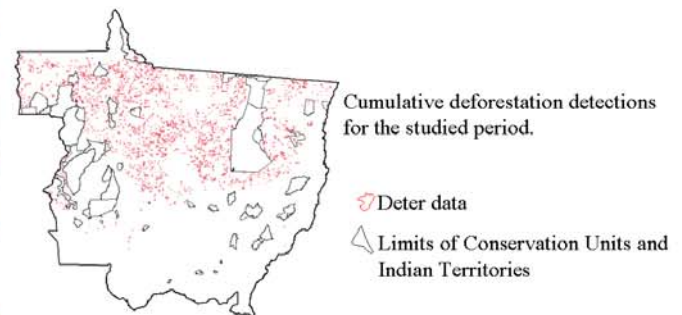 Cumulative deforestation detections
for the studied period.
Deter data
Limits of Conservation Units and
Indian Territories